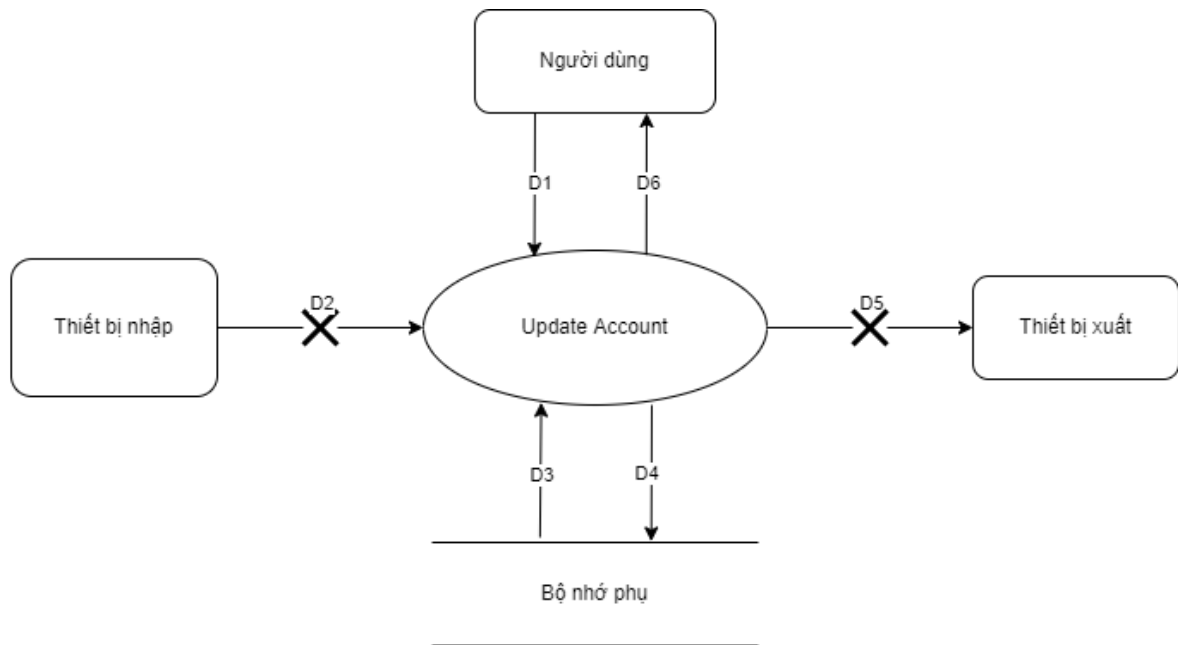 Người dùng
D1
D6
Thiết bị nhập
D2
Update Account
D5
Thiết bị xuất
D3
D4
Bộ nhớ phụ